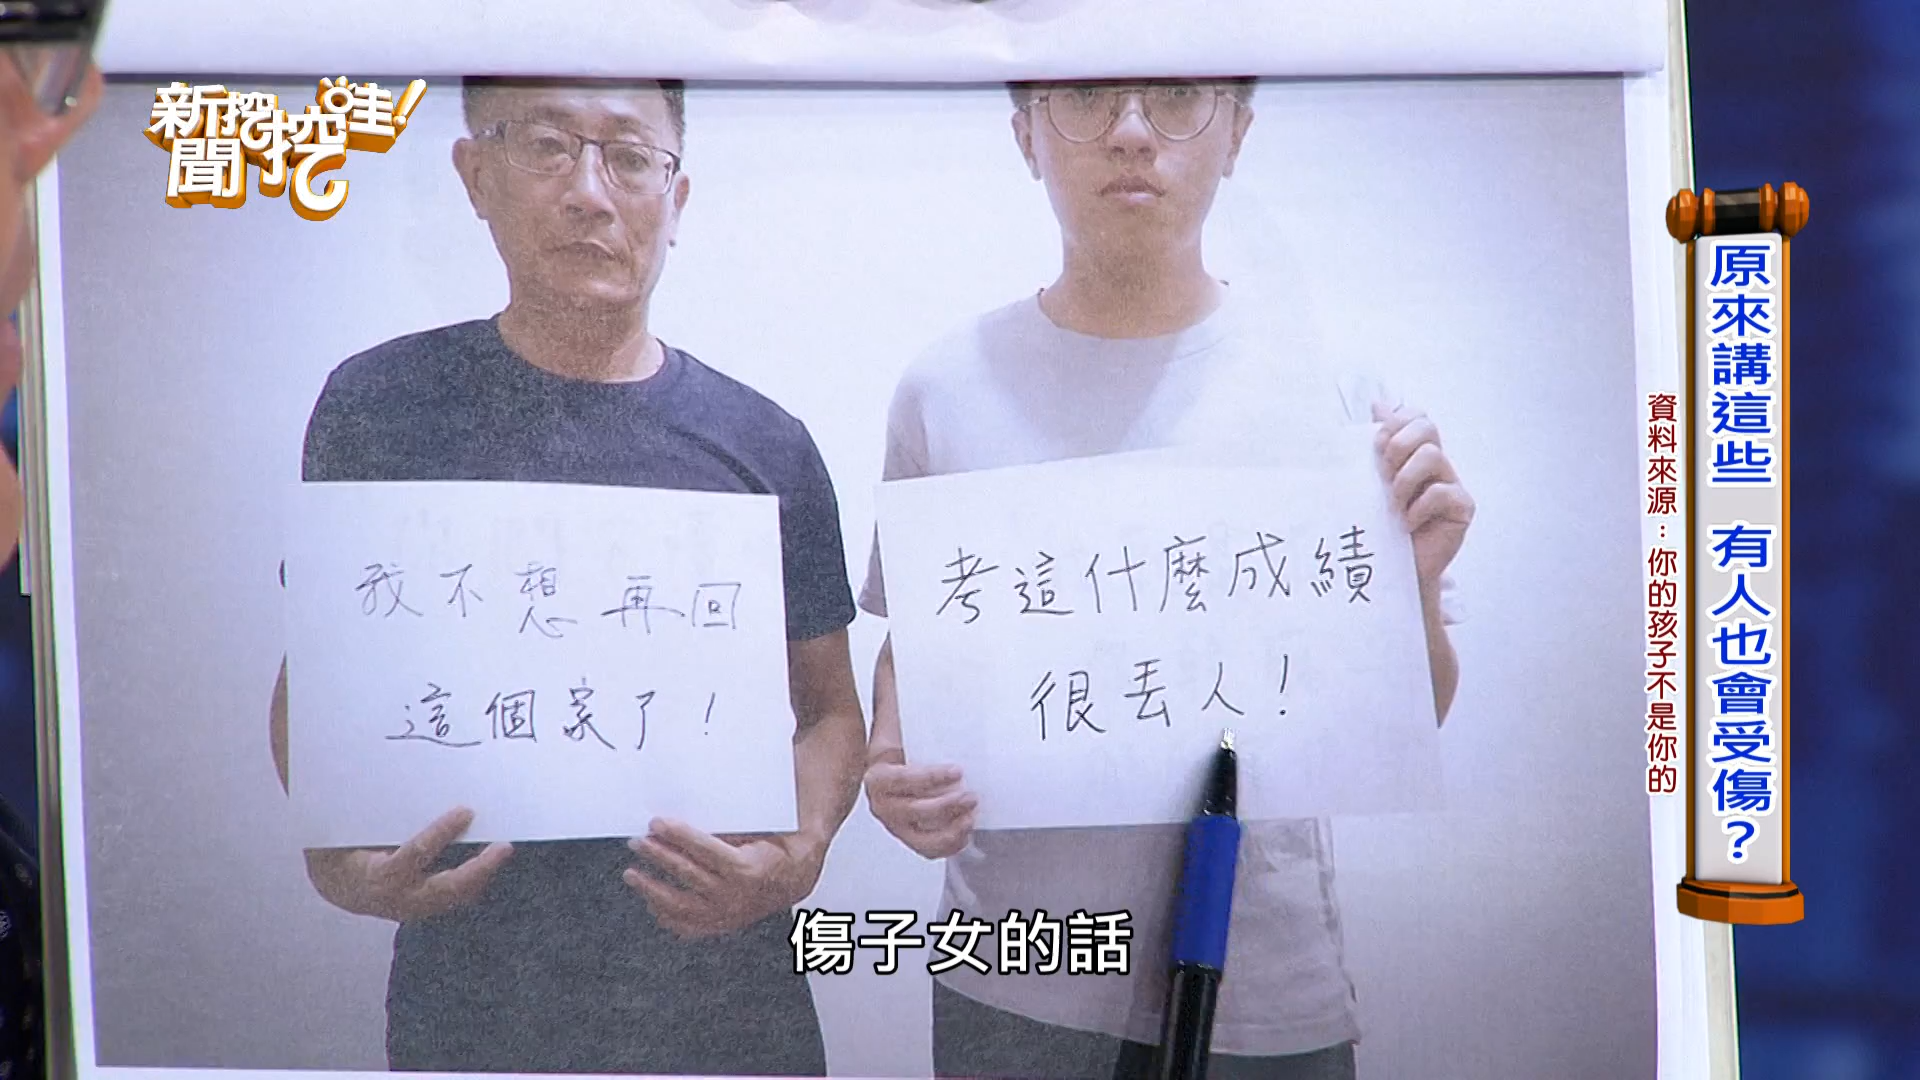 新聞挖挖哇！
我不想再回
這個家了！
考這什麼成績
很丟人！
原來講這些 有人也會受傷？
資料來源：你的孩子不是你的
傷子女的話